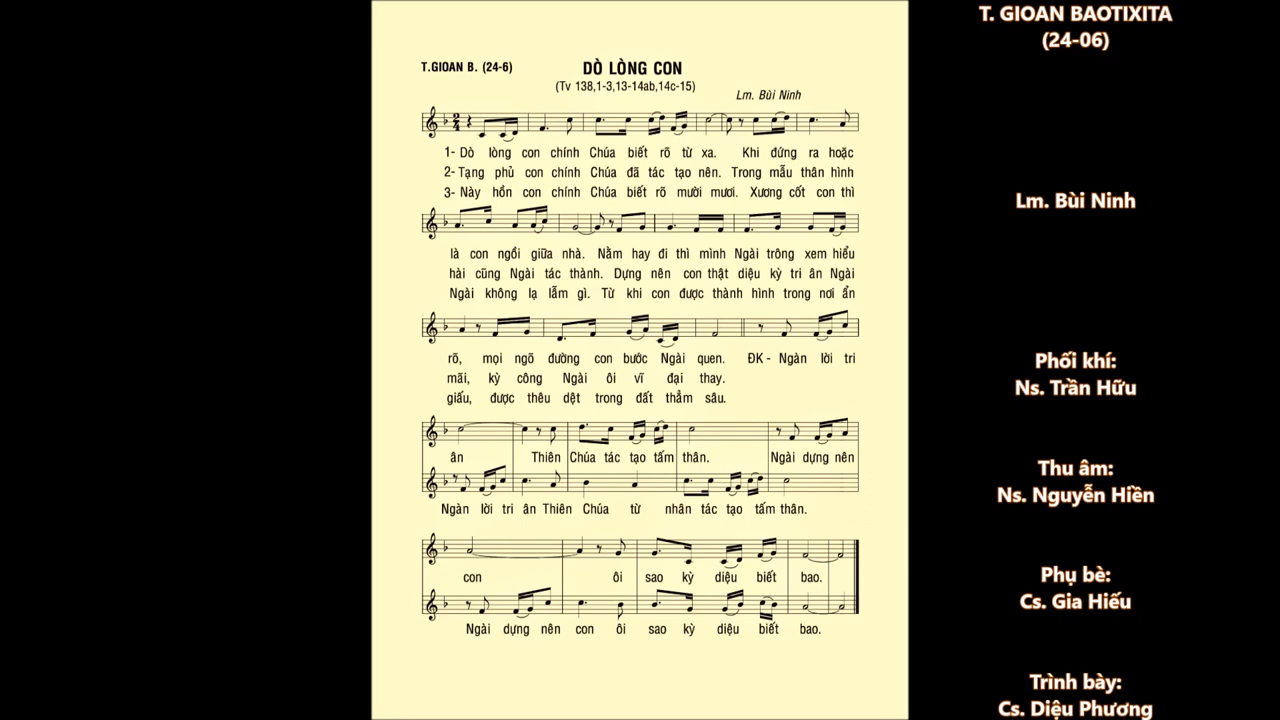 T.GIOAN B. (24-6)
DÒ LÒNG CON
(Tv 138,1-3,13-14ab,14c-15)
Lm. Bùi Ninh
1- Dò lòng con chính Chúa biết rõ từ xa. Khi đứng ra hoặc
2- Tạng phủ con chính Chúa đã tác tạo nên. Trong mẫu thân hình
3- Này hồn con chính Chúa biết rõ mười mươi. Xương cốt con thì
là con ngồi giữa nhà. Nằm hay đi thì mình Ngài trông xem hiểu
hài cũng Ngài tác thành. Dựng nên con thật diệu kỳ tri ân Ngài
Ngài không lạ lẫm gì. Từ khi con được thành hình trong nơi ẩn
rõ, mọi ngõ đường con bước Ngài quen. ĐK - Ngàn lời tri
mãi, kỳ công Ngài ôi vĩ đại thay.
giấu, được thêu dệt trong đất thẳm sâu.
ân Thiên Chúa tác tạo tấm thân. Ngài dựng nên
Ngàn lời tri ân Thiên Chúa từ nhân tác tạo tấm thân.
con ôi sao kỳ diệu biết bao.
Ngài dựng nên con ôi sao kỳ diệu biết bao.
T. GIOAN BAOTIXITA
(24-06)
Lm. Bùi Ninh
Phối khí:
Ns. Trần Hữu
Thu âm:
Ns. Nguyễn Hiền
Phụ bè:
Cs. Gia Hiếu
Trình bày:
Cs. Diệu Phương